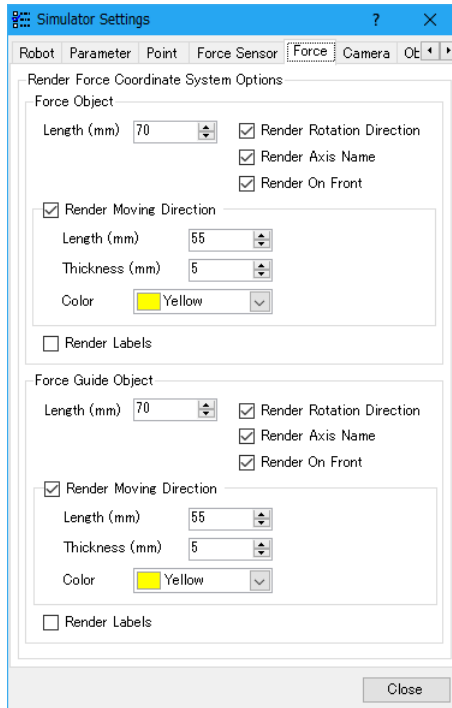 Simulator Settings ?
Robot Parameter Point Force Sensor Force Camera
Render Force Coordinate System Options
Force Object
Length (mm) 70 Render Rotation Direction
Render Axis Name
Render On Front
Render Moving Direction
Length (mm) 55
Thickness (mm) 5
Color Yellow
Render Labels
Force Guide Object
Length (mm) 70 Render Rotation Direction
Render Axis Name
Render On Front
Render Moving Direction
Length (mm) 55
Thickness (mm) 5
Color Yellow
Render Labels
Close